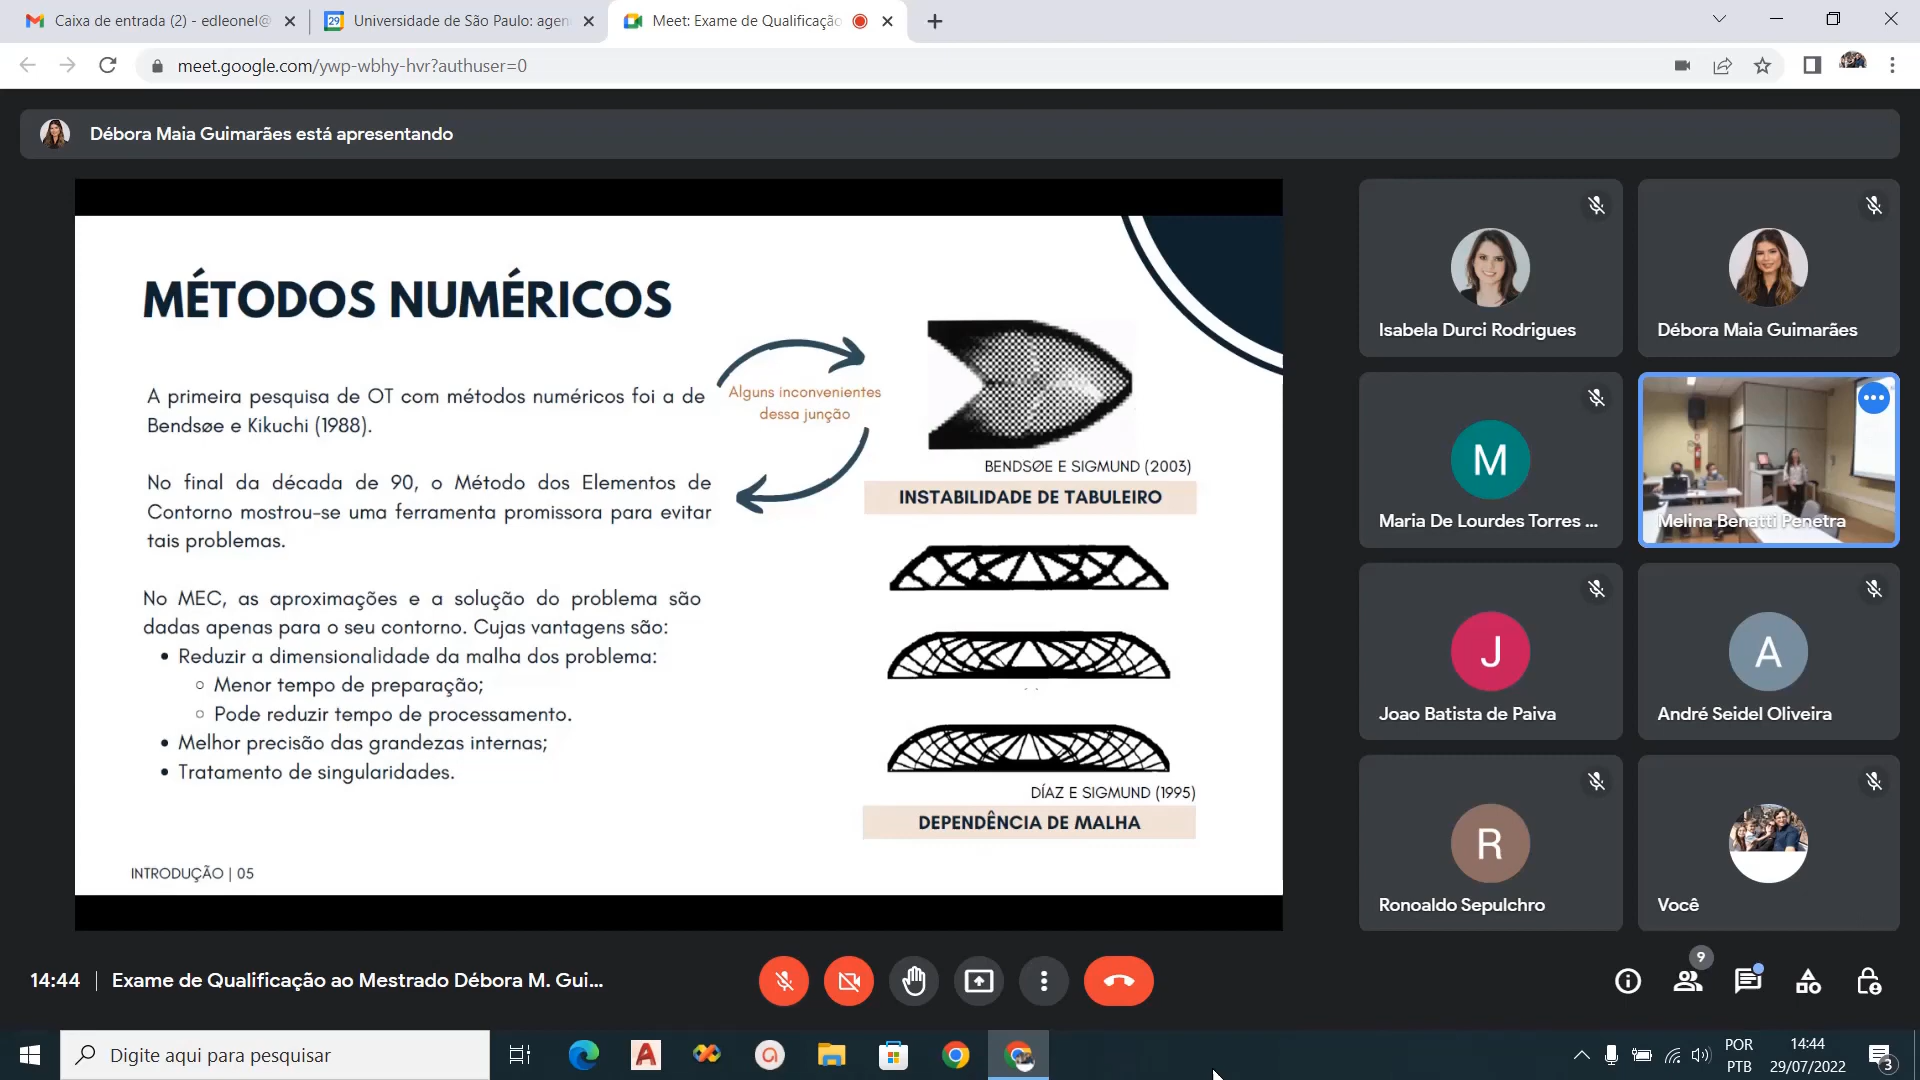 Caixa de entrada (2) - edleonel@
Universidade de São Paulo: agen
Meet: Exame de Qualificação
meet.google.com/ywp-wbhy-hvr?authuser=0
Débora Maia Guimarães está apresentando
MÉTODOS NUMÉRICOS
A primeira pesquisa de OT com métodos numéricos foi a de
Bendsøe e Kikuchi (1988).
No final da década de 90, o Método dos Elementos de
Contorno mostrou-se uma ferramenta promissora para evitar
tais problemas.
No MEC, as aproximações e a solução do problema são
dadas apenas para o seu contorno. Cujas vantagens são:
• Reduzir a dimensionalidade da malha dos problema:
○ Menor tempo de preparação;
○ Pode reduzir tempo de processamento.
• Melhor precisão das grandezas internas;
• Tratamento de singularidades.
INTRODUÇÃO | 05
Alguns inconvenientes
dessa junção
BENDSØE E SIGMUND (2003)
INSTABILIDADE DE TABULEIRO
DÍAZ E SIGMUND (1995)
DEPENDÊNCIA DE MALHA
Isabela Durci Rodrigues
Débora Maia Guimarães
M
Maria De Lourdes Torres ...
Melina Benatti Penetra
J
Joao Batista de Paiva
A
André Seidel Oliveira
R
Ronoaldo Sepulchro
Você
14:44
Exame de Qualificação ao Mestrado Débora M. Gui...
9
Digite aqui para pesquisar
POR
PTB
14:44
29/07/2022
3